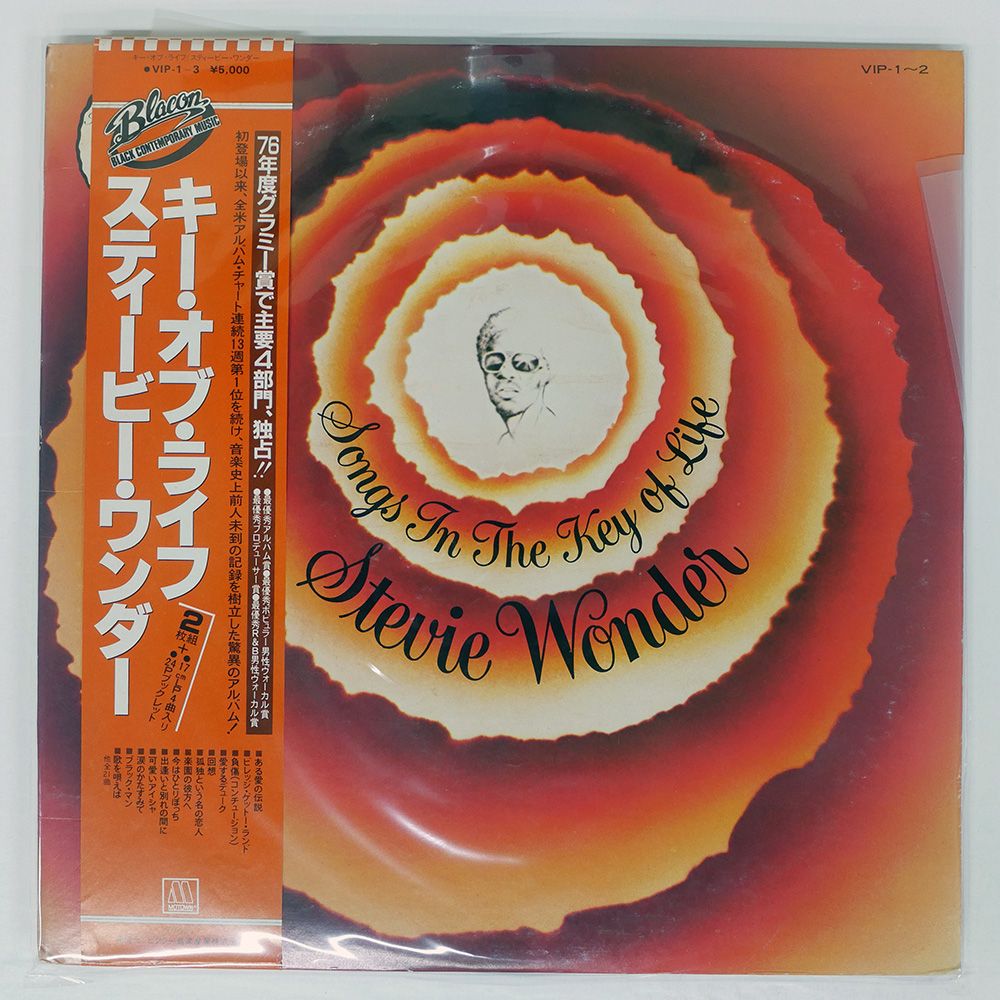 キー・オブ・ライフ/スティービー・ワンダー
●VIP-1~3 ¥5,000
Blacon
BLACK CONTEMPORARY MUSIC
キー・オブ・ライフ
スティービー・ワンダー
76年度グラミー賞で主要4部門、独占!!
●最優秀アルバム賞●最優秀ポピュラー男性ヴォーカル賞
●最優秀プロデューサー賞●最優秀R&B男性ヴォーカル賞
初登場以来、全米アルバム・チャート連続13週第1位を続け、音楽史上前人未到の記録を樹立した驚異のアルバム!
2枚組+●17cmEP4曲入り
●24Pブックレット
■ある愛の伝説
■ビレッジ・ゲットー・ランド
■負傷(コンチュージョン)
■愛するデューク
■回想
■孤独という名の恋人
■楽園の彼方へ
■今はひとりぼっち
■出逢いと別れの間に
■可愛いアイシャ
■涙のかたすみで
■ブラック・マン
■歌を唄えば
他全21曲
M
MOTOWN
ビクター音楽産業株式
VIP-1~2
Songs In The Key of Life
Stevie Wonder